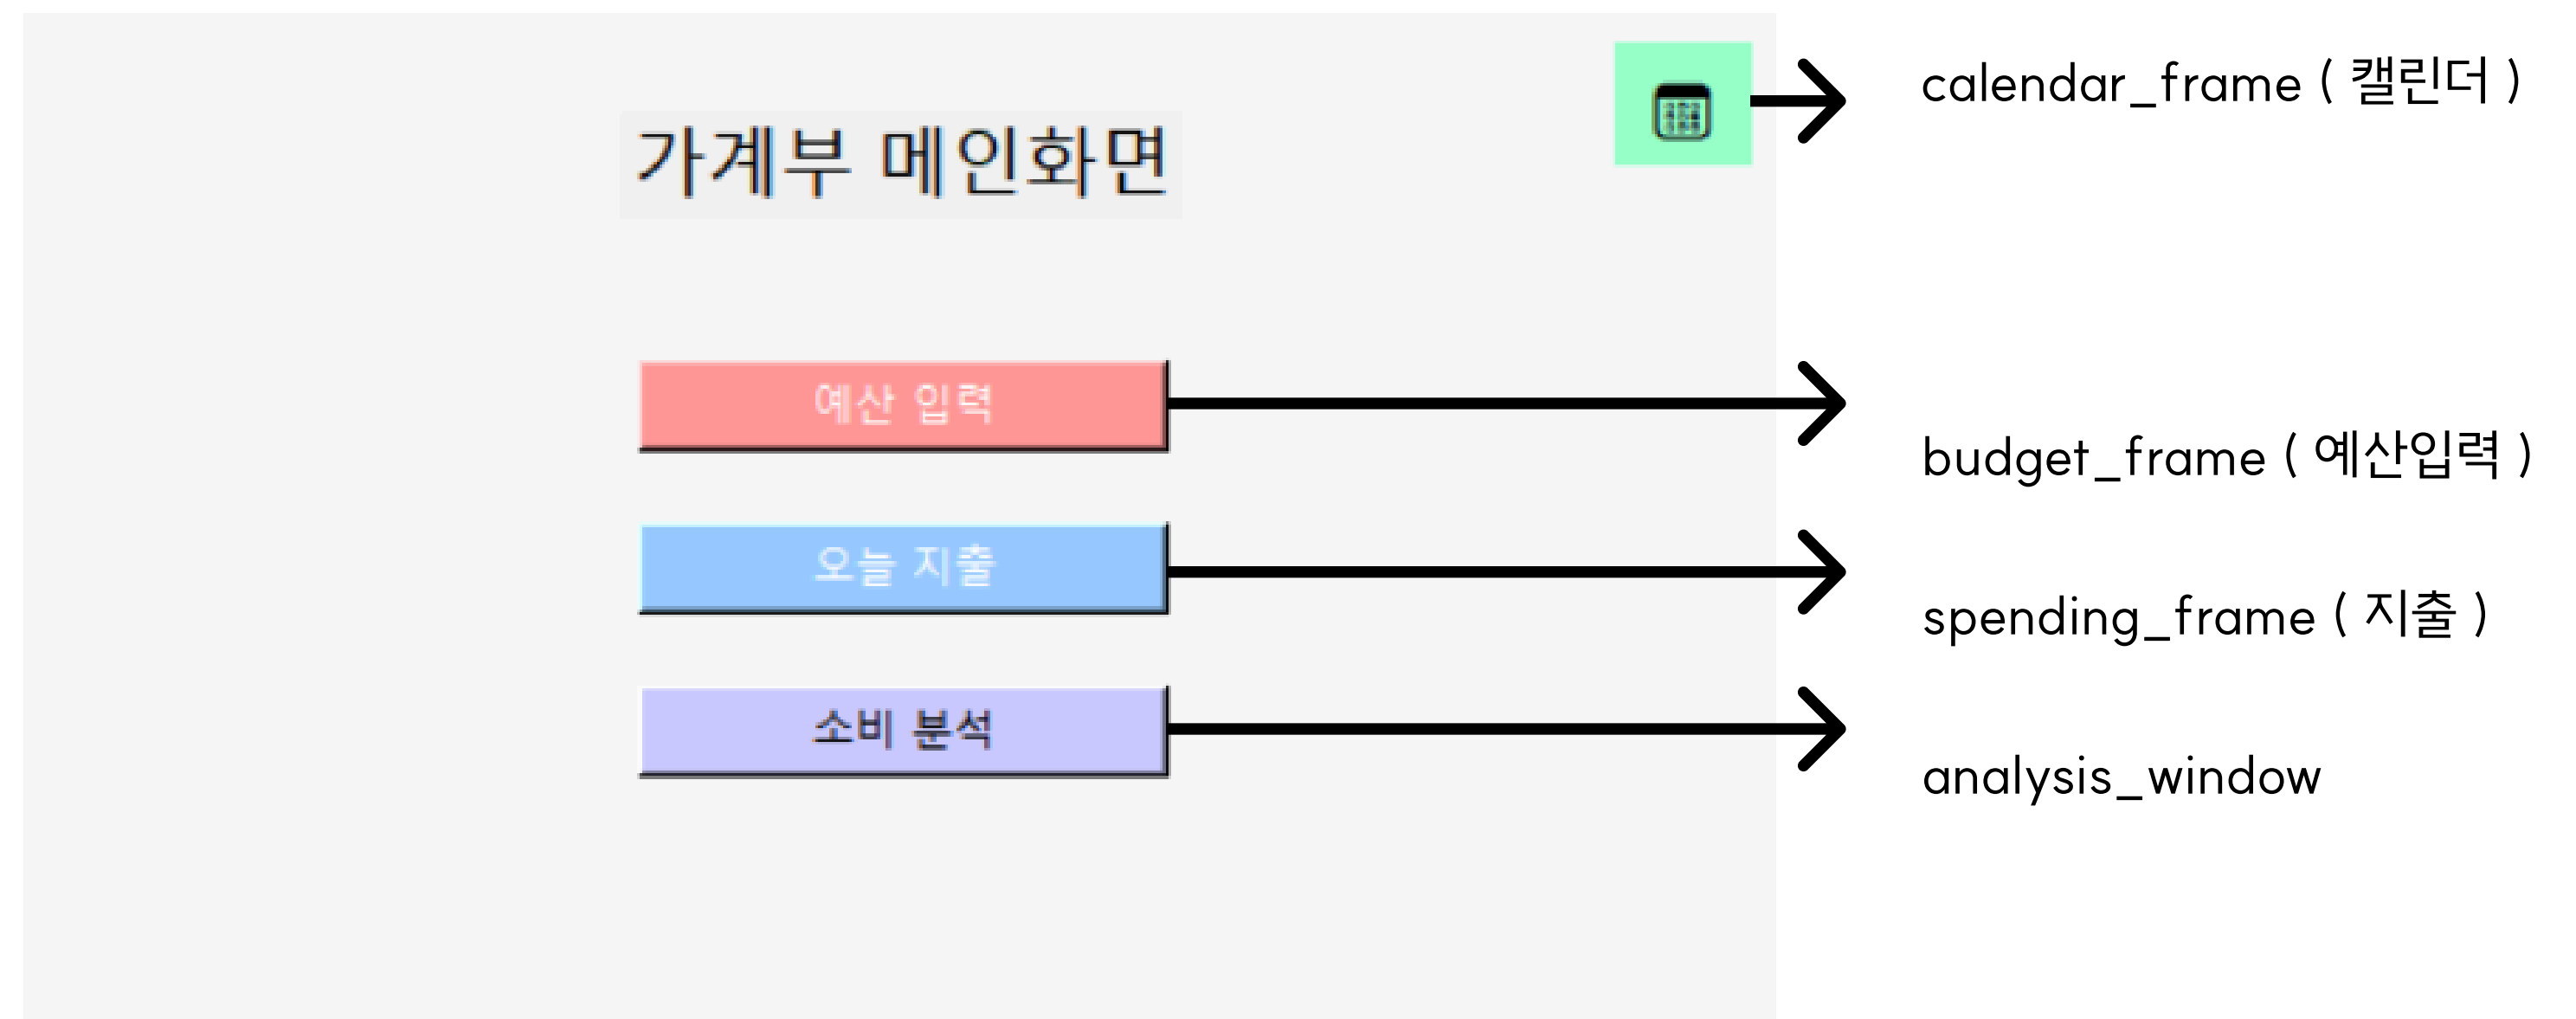 calendar_frame ( 캘린더 )
가계부 메인화면
예산 입력
budget_frame ( 예산입력 )
오늘 지출
spending_frame ( 지출 )
소비 분석
analysis_window